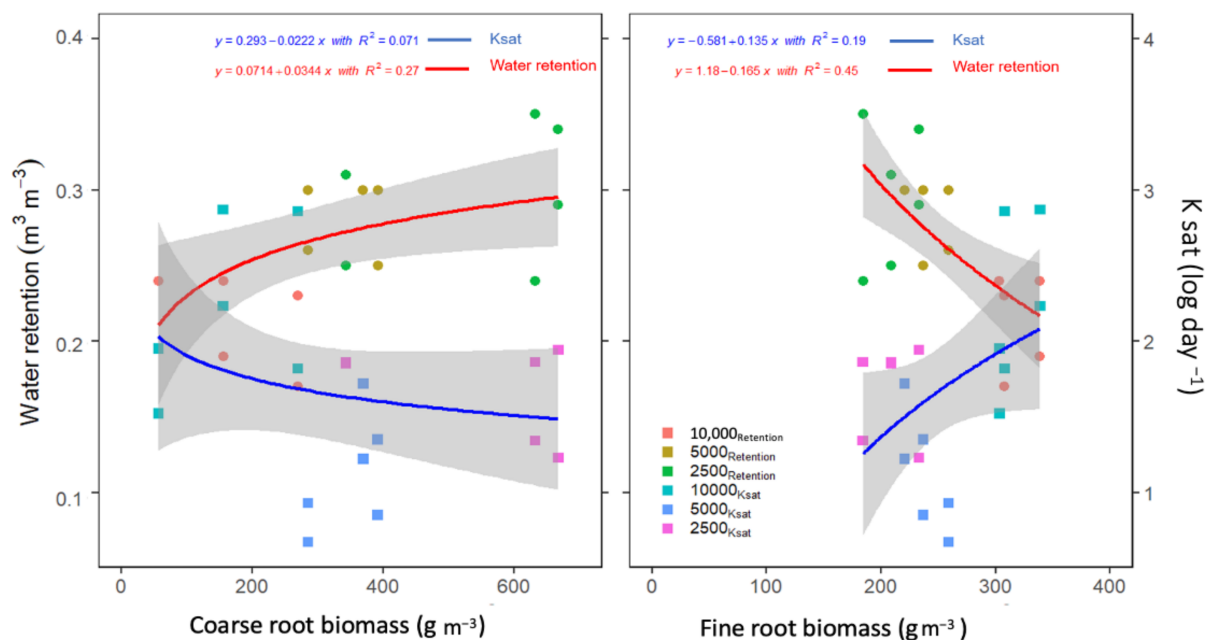 y = 0.293 − 0.0222 x with R² = 0.071 Ksat
y = 0.0714 + 0.0344 x with R² = 0.27 Water retention
y = −0.581 + 0.135 x with R² = 0.19 Ksat
y = 1.18 − 0.165 x with R² = 0.45 Water retention
0.4
0.3
0.2
0.1
Water retention (m³ m⁻³)
4
3
2
1
K sat (log day ⁻¹)
10,000Retention
5000Retention
2500Retention
10000Ksat
5000Ksat
2500Ksat
0 200 400 600
0 100 200 300 400
Coarse root biomass (g m⁻³)
Fine root biomass (g m⁻³)